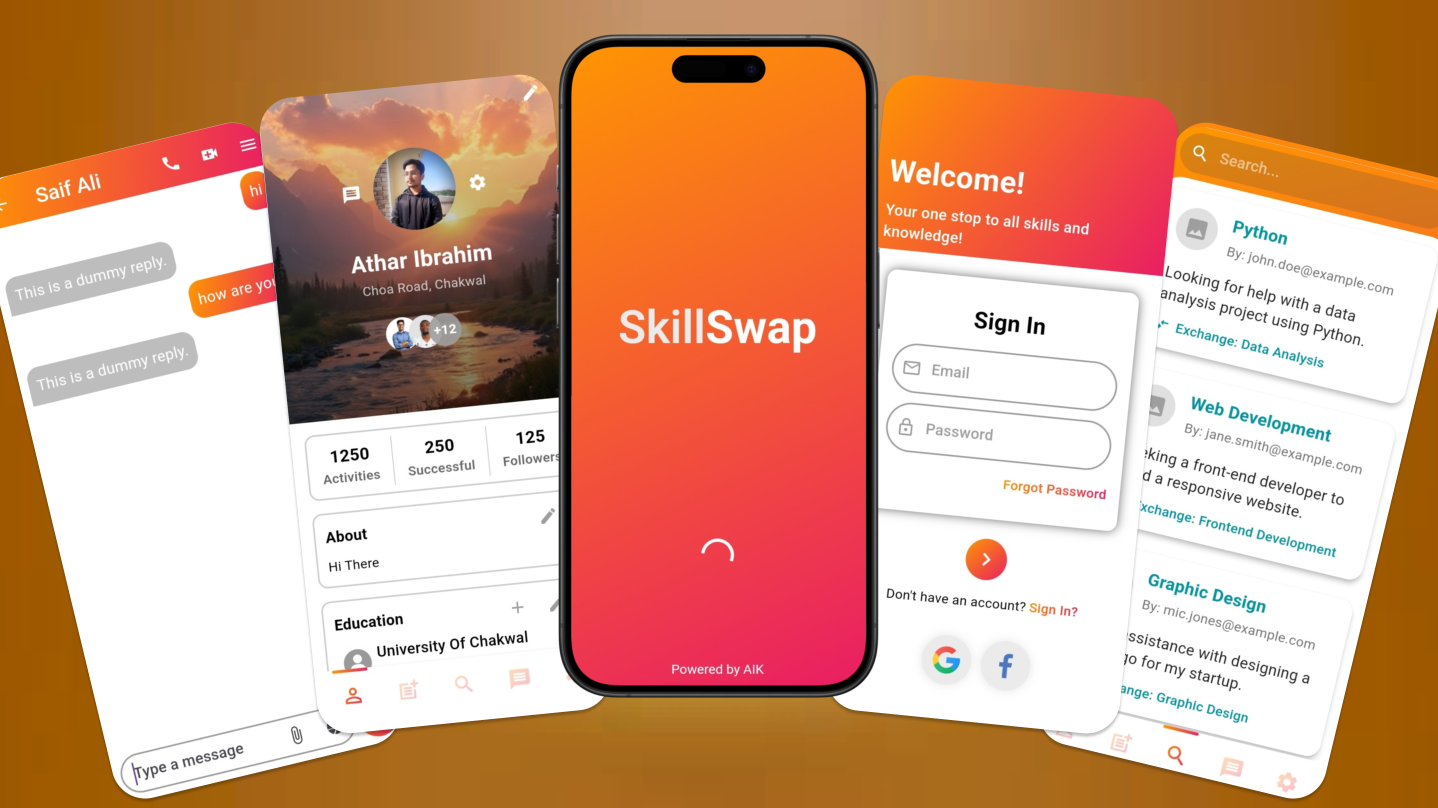 Saif Ali
hi
This is a dummy reply.
how are you
This is a dummy reply.
Type a message
Athar Ibrahim
Choa Road, Chakwal
+12
1250
Activities
250
Successful
125
Followers
About
Hi There
Education
University Of Chakwal
SkillSwap
Powered by AIK
Welcome!
Your one stop to all skills and
knowledge!
Sign In
Email
Password
Forgot Password
Don't have an account? Sign In?
Search...
Python
By: john.doe@example.com
Looking for help with a data
analysis project using Python.
Exchange: Data Analysis
Web Development
By: jane.smith@example.com
front-end developer to
a responsive website.
Exchange: Frontend Development
Graphic Design
By: mic.jones@example.com
assistance with designing a
for my startup.
Graphic Design